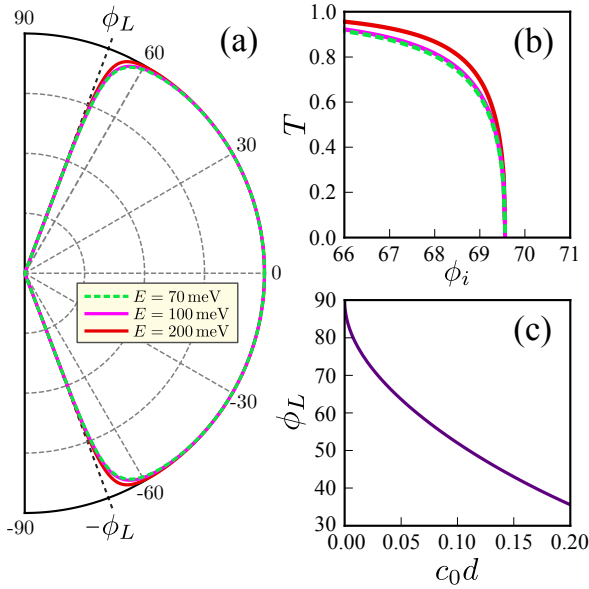 (a)
90
ϕ_L
60
30
0
-30
-60
-90
−ϕ_L
E = 70 meV
E = 100 meV
E = 200 meV
(b)
T
1.0
0.8
0.6
0.4
0.2
0.0
66 67 68 69 70 71
ϕ_i
(c)
ϕ_L
90
80
70
60
50
40
30
0.00 0.05 0.10 0.15 0.20
c_0 d